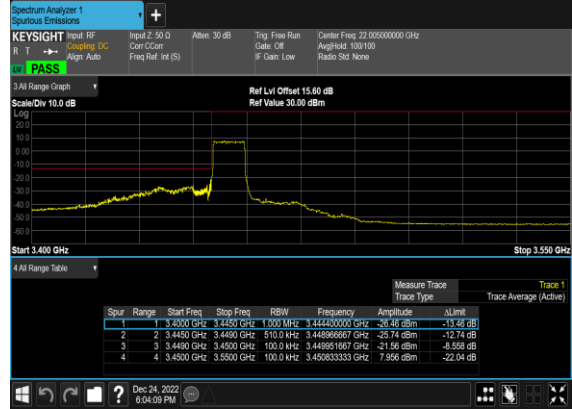 Spectrum Analyzer 1
Spurious Emissions
KEYSIGHT Input: RF Input Z: 50 Ω Atten: 30 dB Trig: Free Run Center Freq: 22.005000000 GHz
R T Coupling: DC Corr CCorr Gate: Off Avg|Hold: 100/100
Align: Auto Freq Ref: Int (S) IF Gain: Low Radio Std: None
PASS
3 All Range Graph
Ref Lvl Offset 15.60 dB
Scale/Div 10.0 dB Ref Value 30.00 dBm
Log
20.0
10.0
0.00
-10.0
-20.0
-30.0
-40.0
-50.0
-60.0
Start 3.400 GHz Stop 3.550 GHz
4 All Range Table
Measure Trace Trace 1
Trace Type Trace Average (Active)
Spur Range Start Freq Stop Freq RBW Frequency Amplitude ΔLimit
1 1 3.4000 GHz 3.4450 GHz 1.000 MHz 3.444400000 GHz -26.46 dBm -13.46 dB
2 2 3.4450 GHz 3.4490 GHz 510.0 kHz 3.448966667 GHz -25.74 dBm -12.74 dB
3 3 3.4490 GHz 3.4500 GHz 100.0 kHz 3.449951667 GHz -21.56 dBm -8.558 dB
4 4 3.4500 GHz 3.5500 GHz 100.0 kHz 3.450833333 GHz 7.956 dBm -22.04 dB
Dec 24, 2022
6:04:09 PM